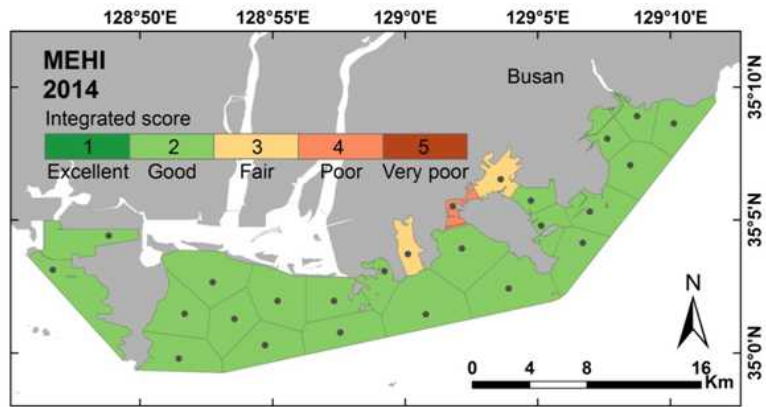 128°50'E 128°55'E 129°0'E 129°5'E 129°10'E
MEHI
2014
Integrated score
1 2 3 4 5
Excellent Good Fair Poor Very poor
Busan
35°10'N
35°5'N
35°0'N
N
0 4 8 16
Km